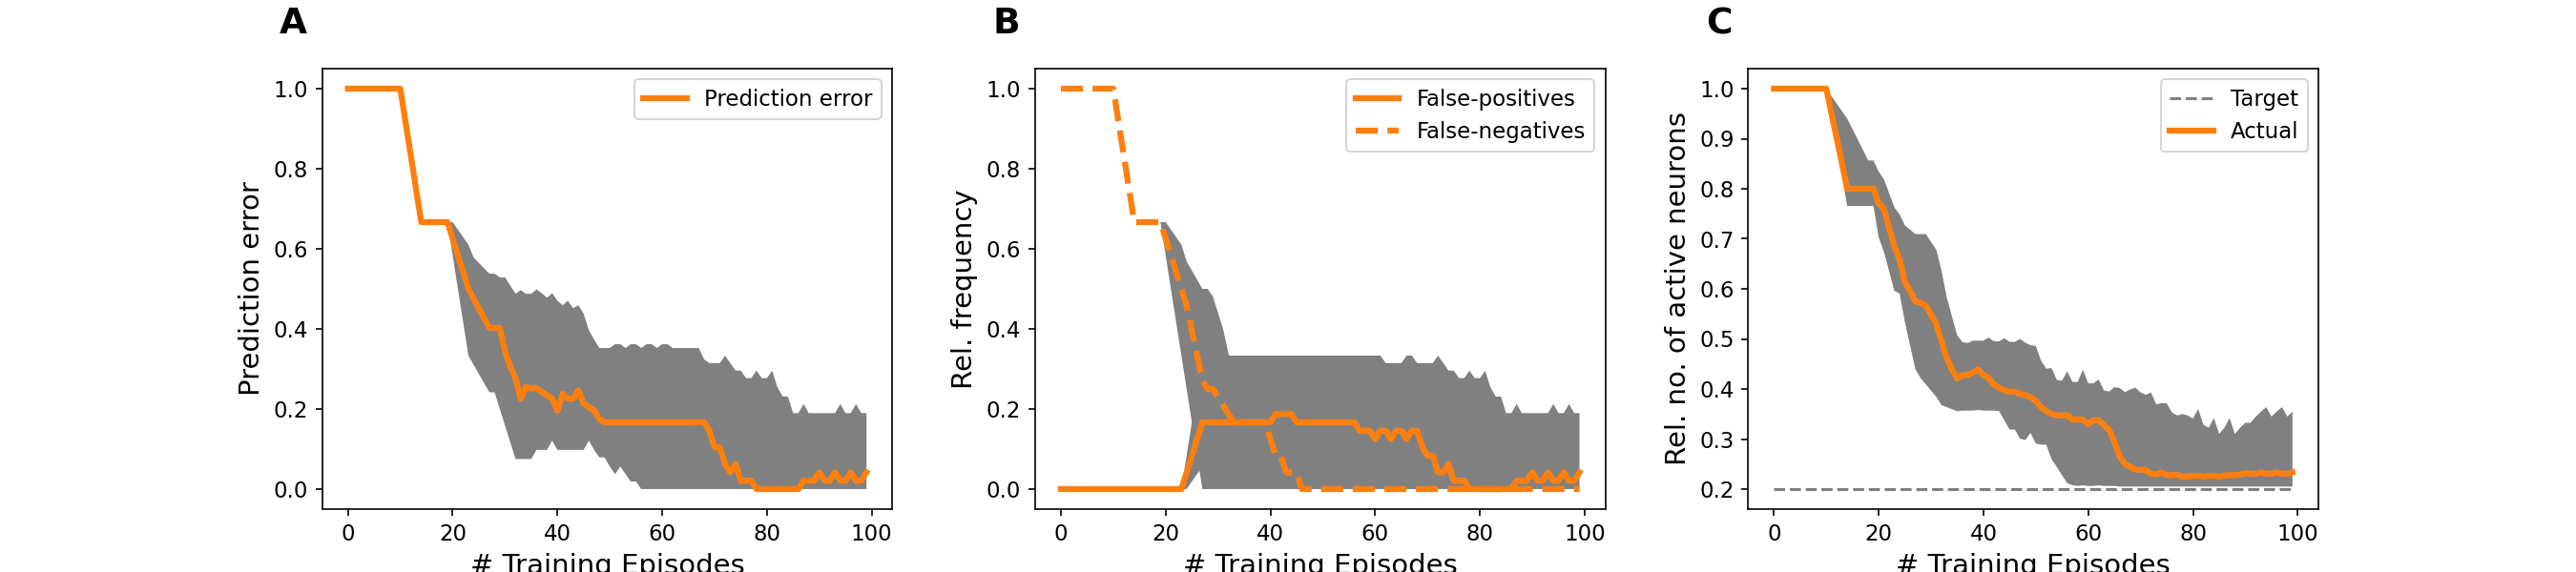 A
Prediction error
1.0
0.8
0.6
0.4
0.2
0.0
Prediction error
0 20 40 60 80 100
# Training Episodes
B
Rel. frequency
1.0
0.8
0.6
0.4
0.2
0.0
False-positives
False-negatives
0 20 40 60 80 100
# Training Episodes
C
Rel. no. of active neurons
1.0
0.9
0.8
0.7
0.6
0.5
0.4
0.3
0.2
Target
Actual
0 20 40 60 80 100
# Training Episodes